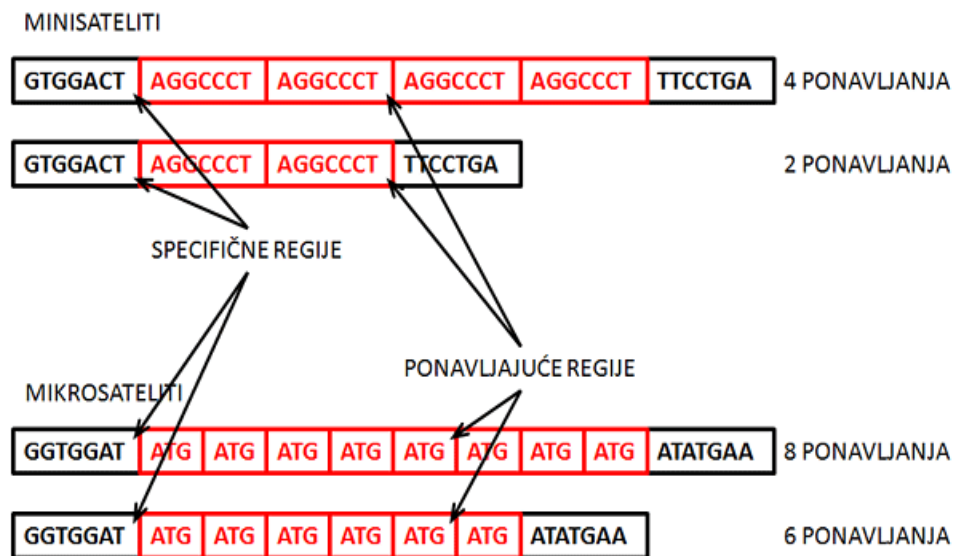 MINISATELITI
GTGGACT AGGCCCT AGGCCCT AGGCCCT AGGCCCT TTCCTGA 4 PONAVLJANJA
GTGGACT AGGCCCT AGGCCCT TTCCTGA 2 PONAVLJANJA
SPECIFIČNE REGIJE
PONAVLJAJUĆE REGIJE
MIKROSATELITI
GGTGGAT ATG ATG ATG ATG ATG ATG ATG ATG ATATGAA 8 PONAVLJANJA
GGTGGAT ATG ATG ATG ATG ATG ATG ATATGAA 6 PONAVLJANJA